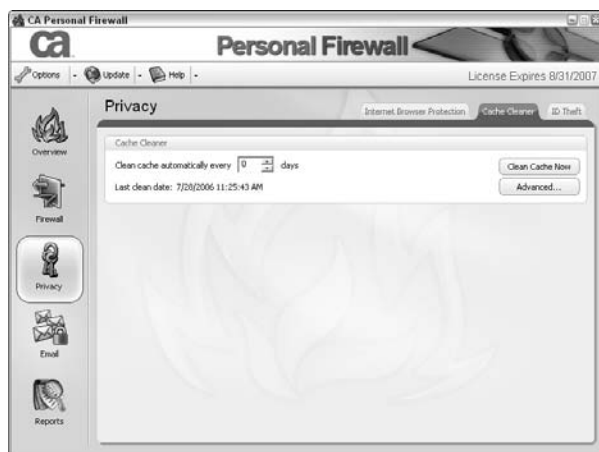 CA Personal Firewall
ca Personal Firewall
Options Update Help License Expires 8/31/2007
Privacy Internet Browser Protection Cache Cleaner ID Theft
Overview
Cache Cleaner
Clean cache automatically every 0 days Clean Cache Now
Last clean date: 7/28/2006 11:25:43 AM Advanced...
Firewall
Privacy
Email
Reports